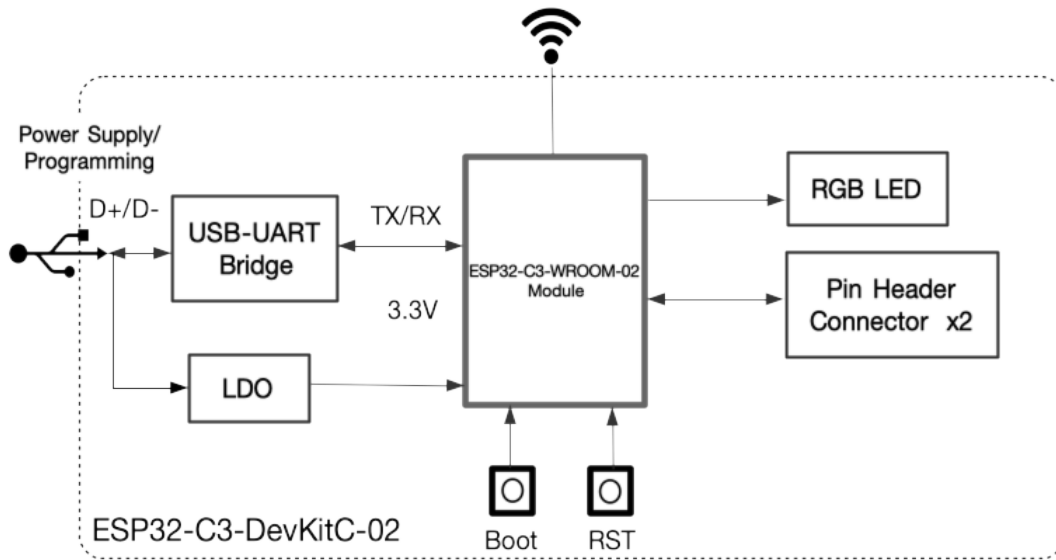 Power Supply/
Programming
D+/D-
USB-UART
Bridge
TX/RX
3.3V
LDO
ESP32-C3-WROOM-02
Module
RGB LED
Pin Header
Connector x2
Boot
RST
ESP32-C3-DevKitC-02